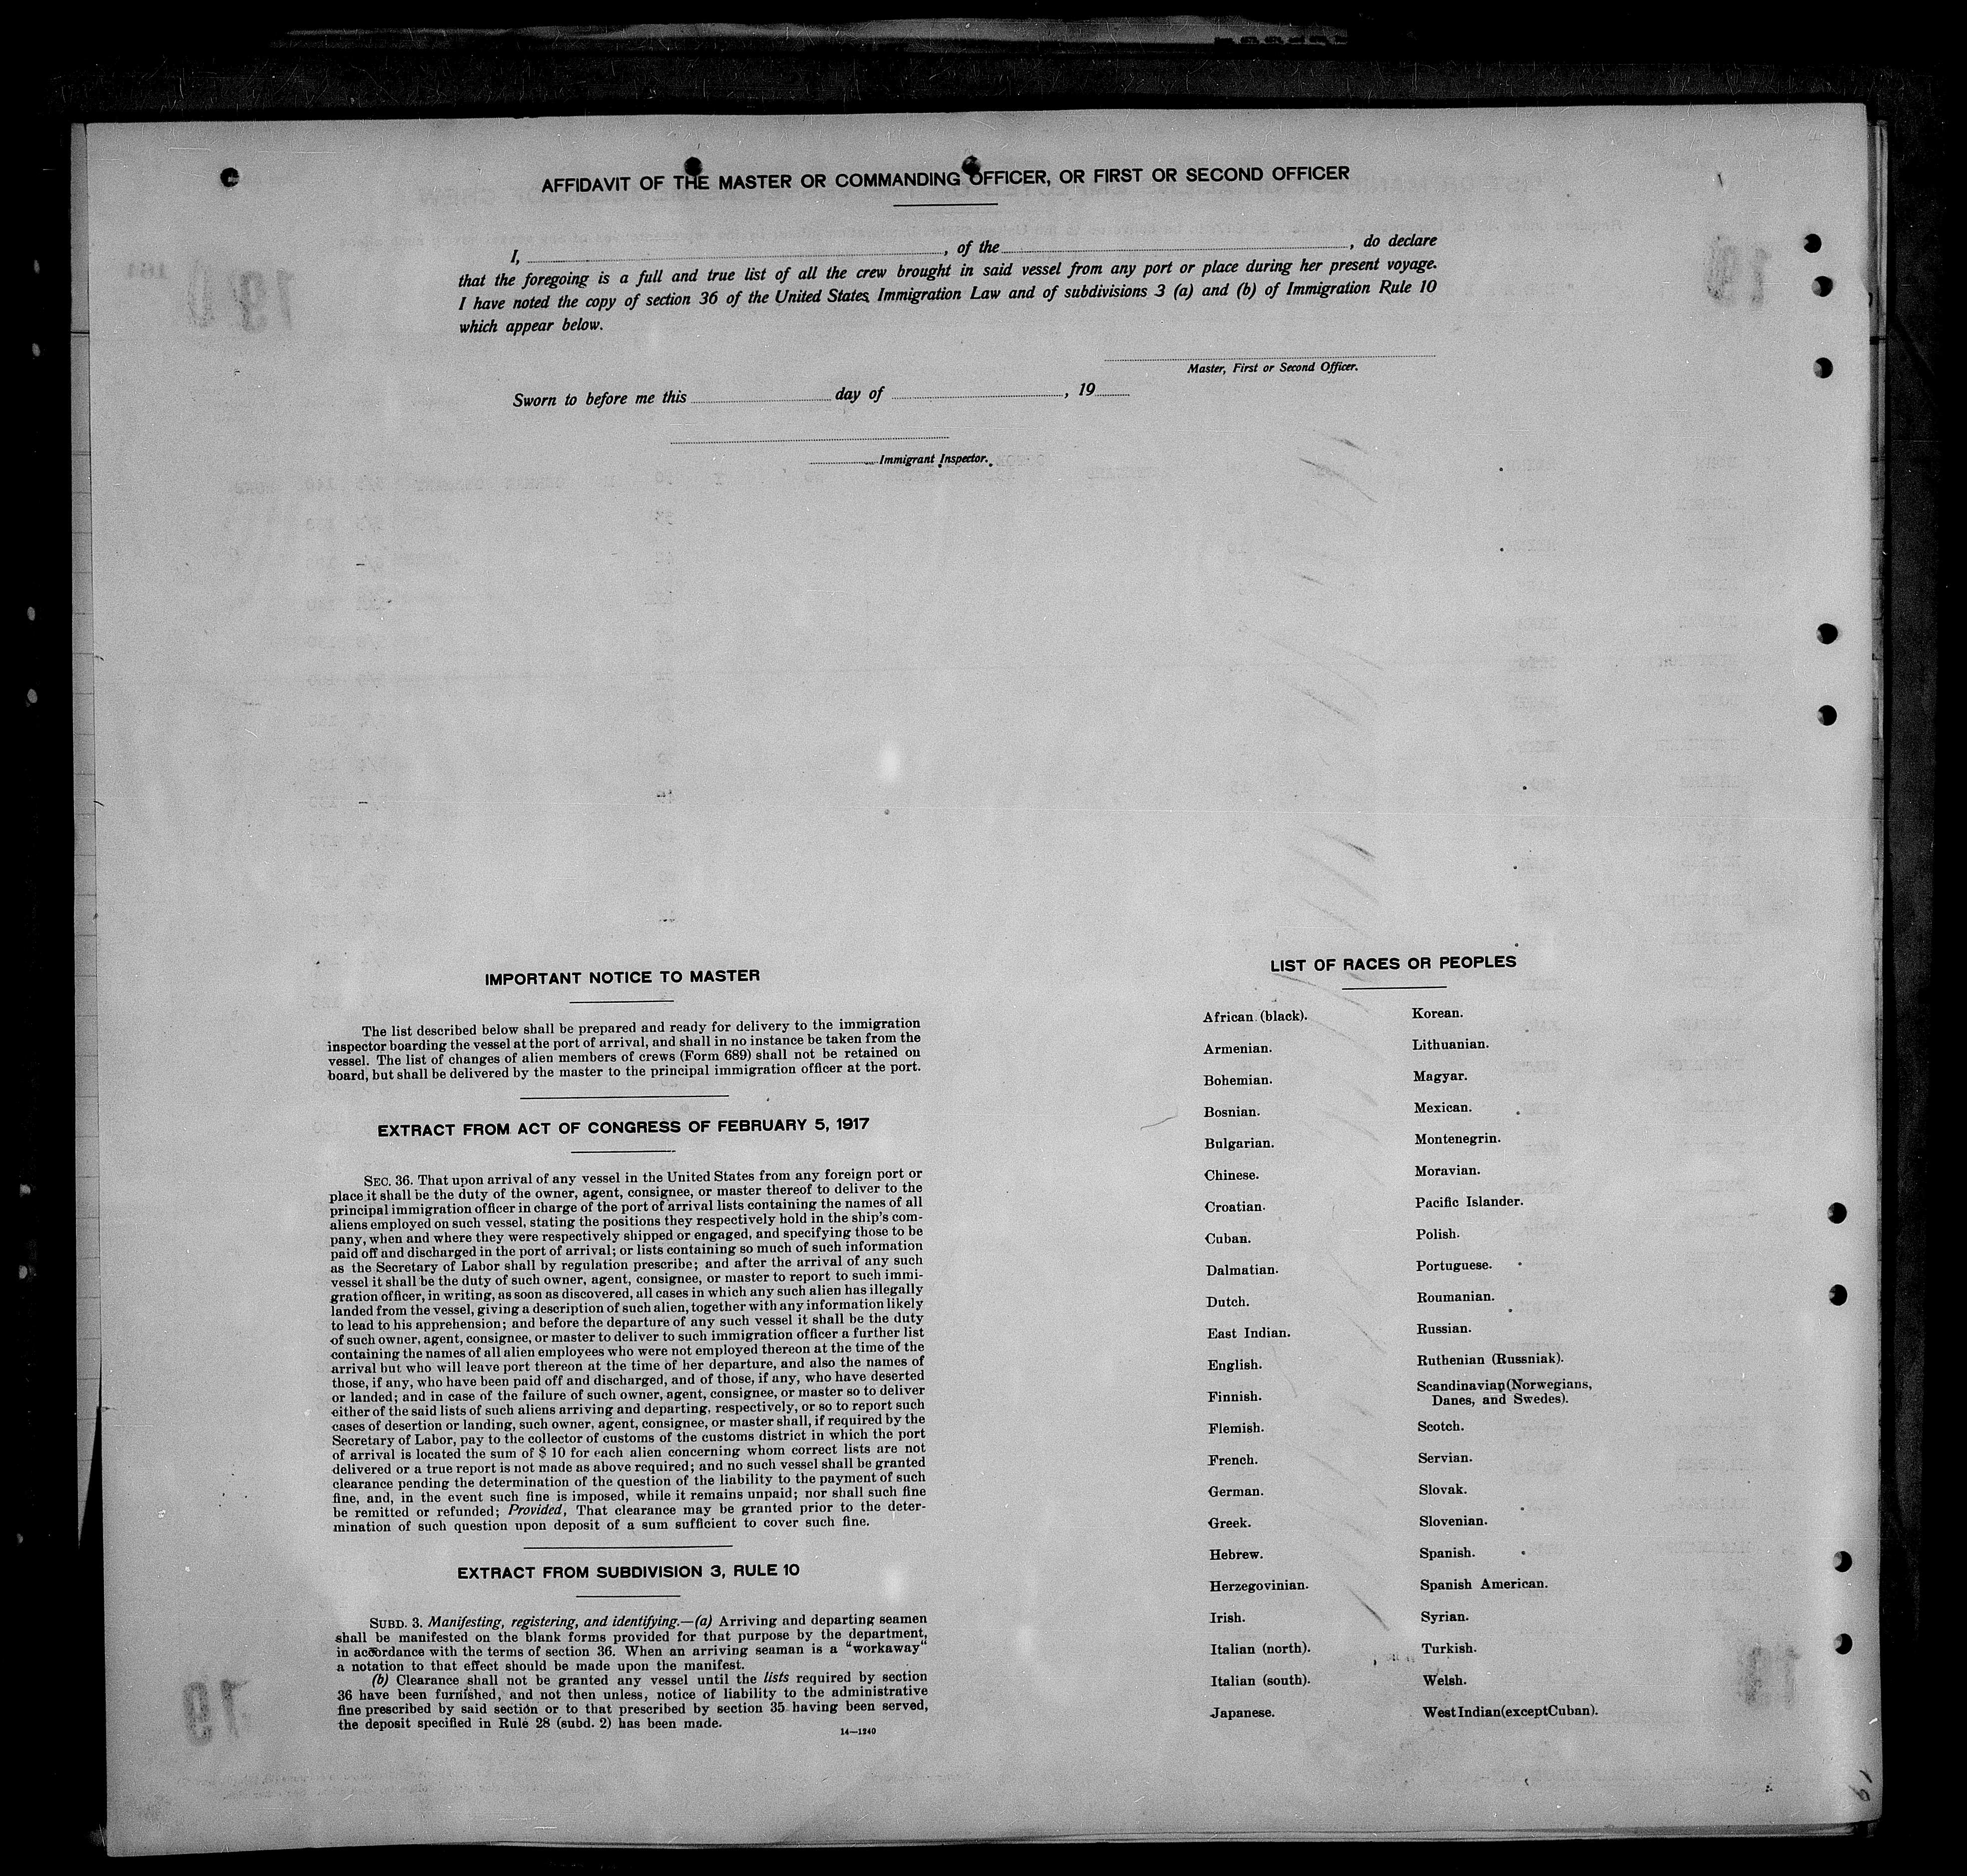 AFFIDAVIT OF THE MASTER OR COMMANDING OFFICER, OR FIRST OR SECOND OFFICER
I, , of the , do declare
that the foregoing is a full and true list of all the crew brought in said vessel from any port or place during her present voyage.
I have noted the copy of section 36 of the United States Immigration Law and of subdivisions 3 (a) and (b) of Immigration Rule 10
which appear below.
Master, First or Second Officer.
Sworn to before me this day of , 19
Immigrant Inspector.
IMPORTANT NOTICE TO MASTER
The list described below shall be prepared and ready for delivery to the immigration
inspector boarding the vessel at the port of arrival, and shall in no instance be taken from the
vessel. The list of changes of alien members of crews (Form 689) shall not be retained on
board, but shall be delivered by the master to the principal immigration officer at the port.
EXTRACT FROM ACT OF CONGRESS OF FEBRUARY 5, 1917
SEC. 36. That upon arrival of any vessel in the United States from any foreign port or
place it shall be the duty of the owner, agent, consignee, or master thereof to deliver to the
principal immigration officer in charge of the port of arrival lists containing the names of all
aliens employed on such vessel, stating the positions they respectively hold in the ship's com-
pany, when and where they were respectively shipped or engaged, and specifying those to be
paid off and discharged in the port of arrival; or lists containing so much of such information
as the Secretary of Labor shall by regulation prescribe; and after the arrival of any such
vessel it shall be the duty of such owner, agent, consignee, or master to report to such immi-
gration officer, in writing, as soon as discovered, all cases in which any such alien has illegally
landed from the vessel, giving a description of such alien, together with any information likely
to lead to his apprehension; and before the departure of any such vessel it shall be the duty
of such owner, agent, consignee, or master to deliver to such immigration officer a further list
containing the names of all alien employees who were not employed thereon at the time of the
arrival but who will leave port thereon at the time of her departure, and also the names of
those, if any, who have been paid off and discharged, and of those, if any, who have deserted
or landed; and in case of the failure of such owner, agent, consignee, or master so to deliver
either of the said lists of such aliens arriving and departing, respectively, or so to report such
cases of desertion or landing, such owner, agent, consignee, or master shall, if required by the
Secretary of Labor, pay to the collector of customs of the customs district in which the port
of arrival is located the sum of $ 10 for each alien concerning whom correct lists are not
delivered or a true report is not made as above required; and no such vessel shall be granted
clearance pending the determination of the question of the liability to the payment of such
fine, and, in the event such fine is imposed, while it remains unpaid; nor shall such fine
be remitted or refunded; Provided, That clearance may be granted prior to the deter-
mination of such question upon deposit of a sum sufficient to cover such fine.
EXTRACT FROM SUBDIVISION 3, RULE 10
SUBD. 3. Manifesting, registering, and identifying.—(a) Arriving and departing seamen
shall be manifested on the blank forms provided for that purpose by the department,
in accordance with the terms of section 36. When an arriving seaman is a "workaway"
a notation to that effect should be made upon the manifest.
(b) Clearance shall not be granted any vessel until the lists required by section
36 have been furnished, and not then unless, notice of liability to the administrative
fine prescribed by said section or to that prescribed by section 35 having been served,
the deposit specified in Rule 28 (subd. 2) has been made.
14—1240
LIST OF RACES OR PEOPLES
African (black).
Armenian.
Bohemian.
Bosnian.
Bulgarian.
Chinese.
Croatian.
Cuban.
Dalmatian.
Dutch.
East Indian.
English.
Finnish.
Flemish.
French.
German.
Greek.
Hebrew.
Herzegovinian.
Irish.
Italian (north).
Italian (south).
Japanese.
Korean.
Lithuanian.
Magyar.
Mexican.
Montenegrin.
Moravian.
Pacific Islander.
Polish.
Portuguese.
Roumanian.
Russian.
Ruthenian (Russniak).
Scandinavian(Norwegians,
Danes, and Swedes).
Scotch.
Servian.
Slovak.
Slovenian.
Spanish.
Spanish American.
Syrian.
Turkish.
Welsh.
West Indian(except Cuban).